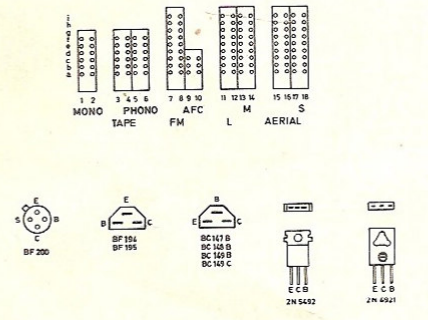 i
h
g
f
e
d
c
b
a
1 2 3 4 5 6 7 8 9 10 11 12 13 14 15 16 17 18
MONO PHONO AFC M S
TAPE FM L AERIAL
E
S B
C
BF 200
E
B C
BF 194
BF 195
B
E C
BC 147 B
BC 148 B
BC 149 B
BC 149 C
E C B
2N 5492
E C B
2N 4921